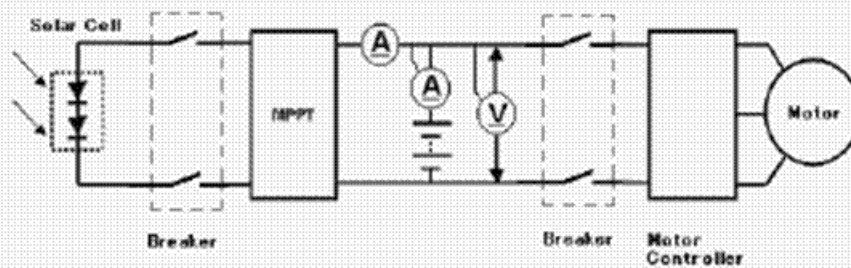 Solar Cell
A
A
V
MPPT
Motor
Breaker
Breaker
Motor
Controller